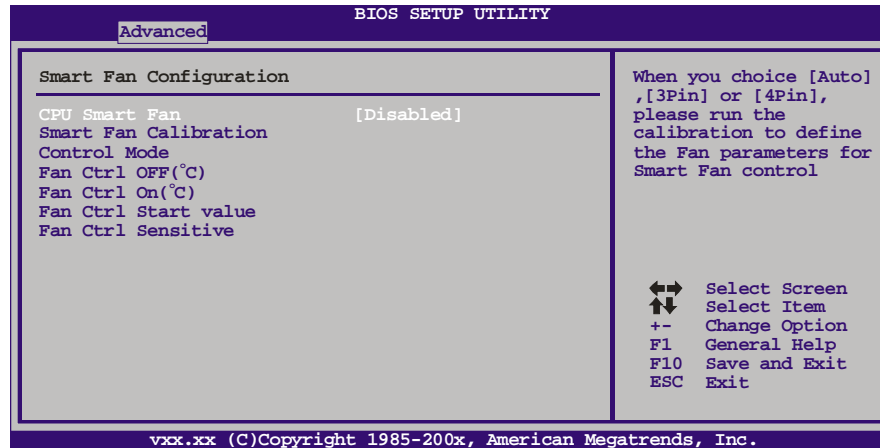 BIOS SETUP UTILITY
Advanced
Smart Fan Configuration
CPU Smart Fan [Disabled]
Smart Fan Calibration
Control Mode
Fan Ctrl OFF(°C)
Fan Ctrl On(°C)
Fan Ctrl Start value
Fan Ctrl Sensitive
When you choice [Auto]
,[3Pin] or [4Pin],
please run the
calibration to define
the Fan parameters for
Smart Fan control
Select Screen
Select Item
+- Change Option
F1 General Help
F10 Save and Exit
ESC Exit
vxx.xx (C)Copyright 1985-200x, American Megatrends, Inc.